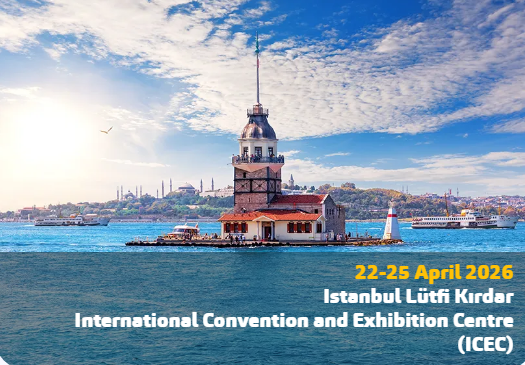 22-25 April 2026
Istanbul Lütfi Kırdar
International Convention and Exhibition Centre
(ICEC)